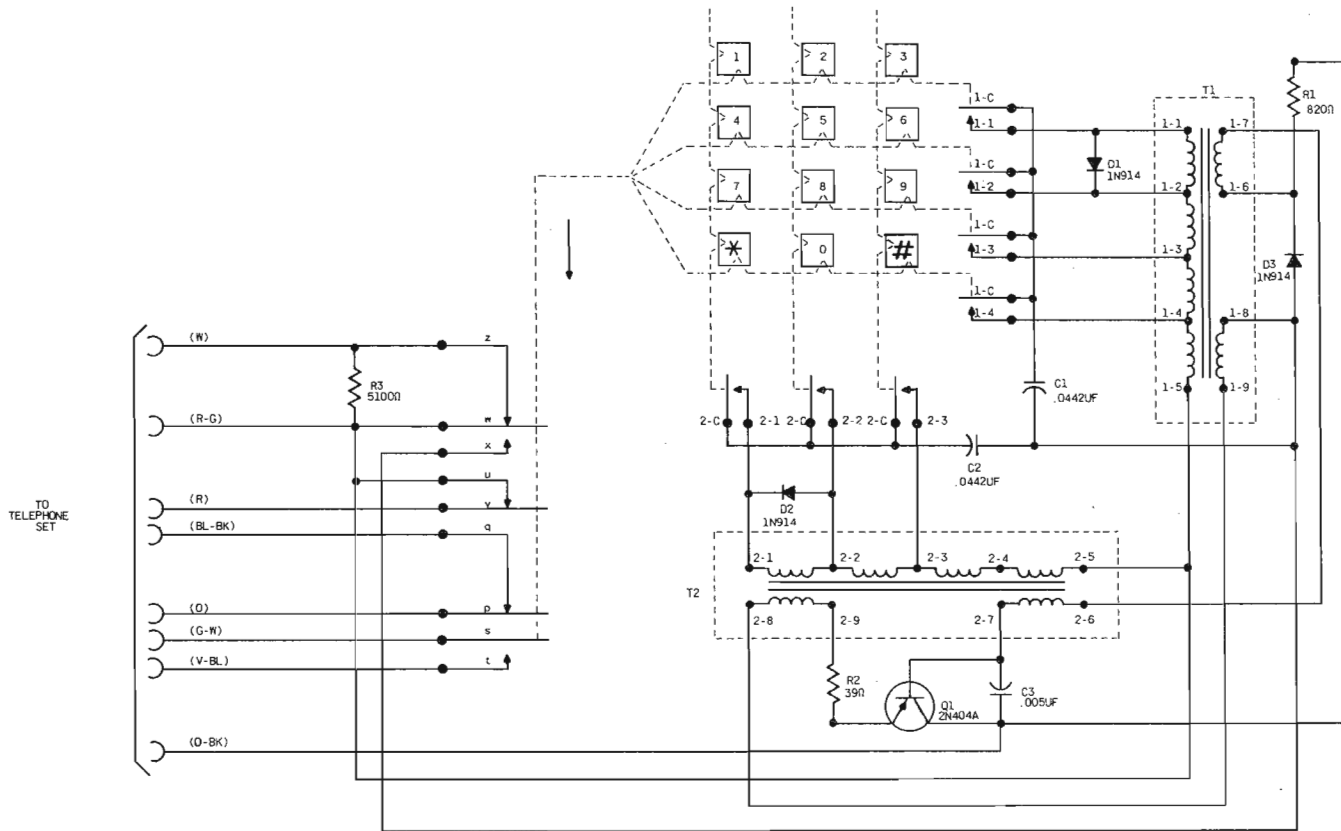 1 2 3
4 5 6
7 8 9
* 0 #
1-C
1-1
1-C
1-2
1-C
1-3
1-C
1-4
D1
1N914
T1
1-1 1-7
1-2 1-6
1-3
1-4 1-8
1-5 1-9
R1
820Ω
D3
1N914
C1
.0442UF
2-C 2-1 2-C 2-2 2-C 2-3
C2
.0442UF
D2
1N914
T2
2-1 2-2 2-3 2-4 2-5
2-8 2-9 2-7 2-6
R2
39Ω
Q1
2N404A
C3
.005UF
TO
TELEPHONE
SET
(W) z
R3
5100Ω
(R-G) w
x
u
(R) v
(BL-BK) q
(O) p
(G-W) s
(V-BL) t
(O-BK)